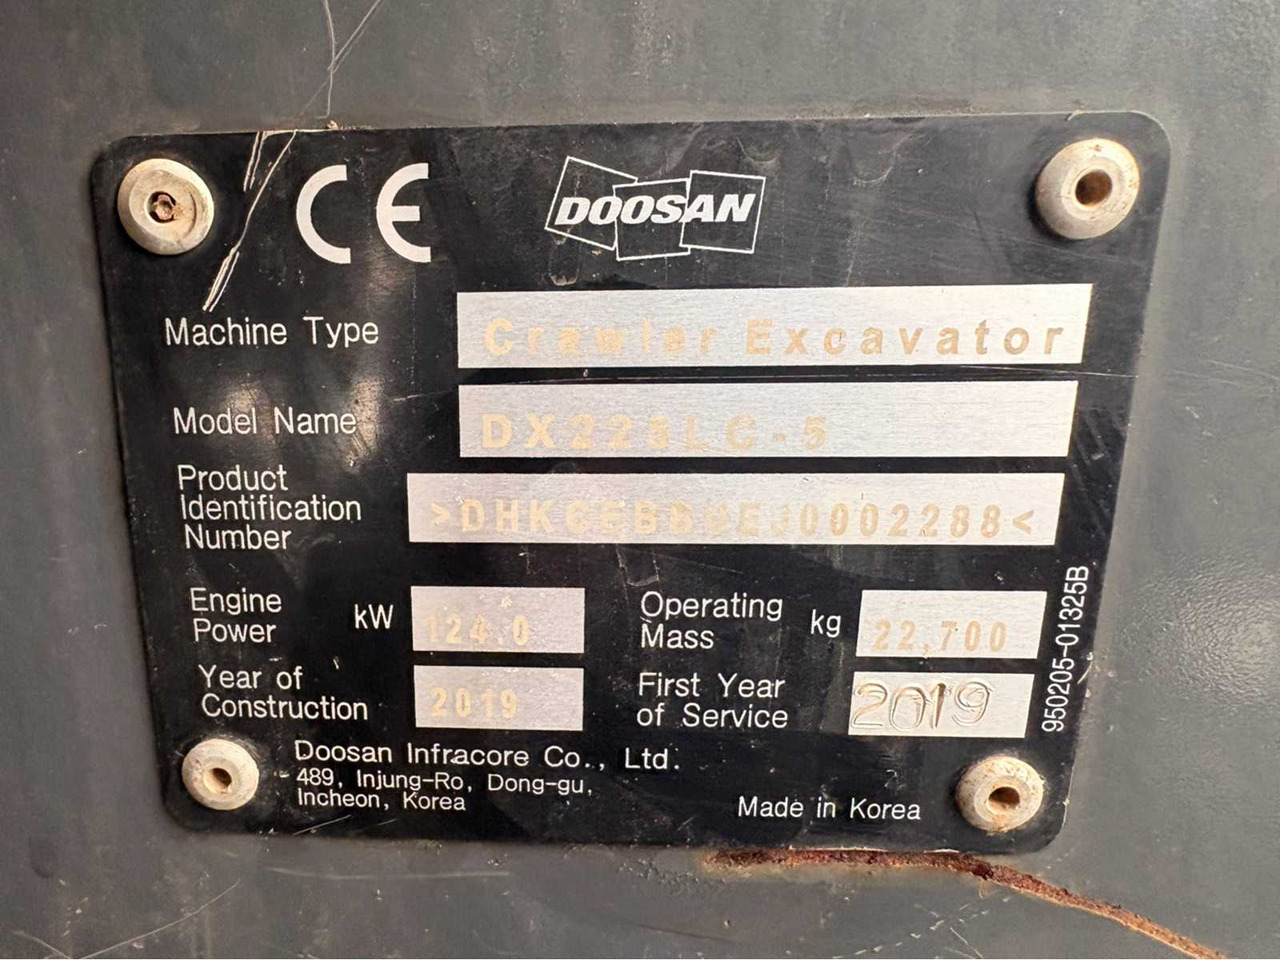 CE
DOOSAN
Machine Type Crawler Excavator
Model Name DX225LC-5
Product
Identification
Number
Engine
Power kW 124.0
Operating
Mass kg 22,700
Year of
Construction 2019
First Year
of Service 2019
Doosan Infracore Co., Ltd.
489, Injung-Ro, Dong-gu,
Incheon, Korea
Made in Korea
950205-01325B